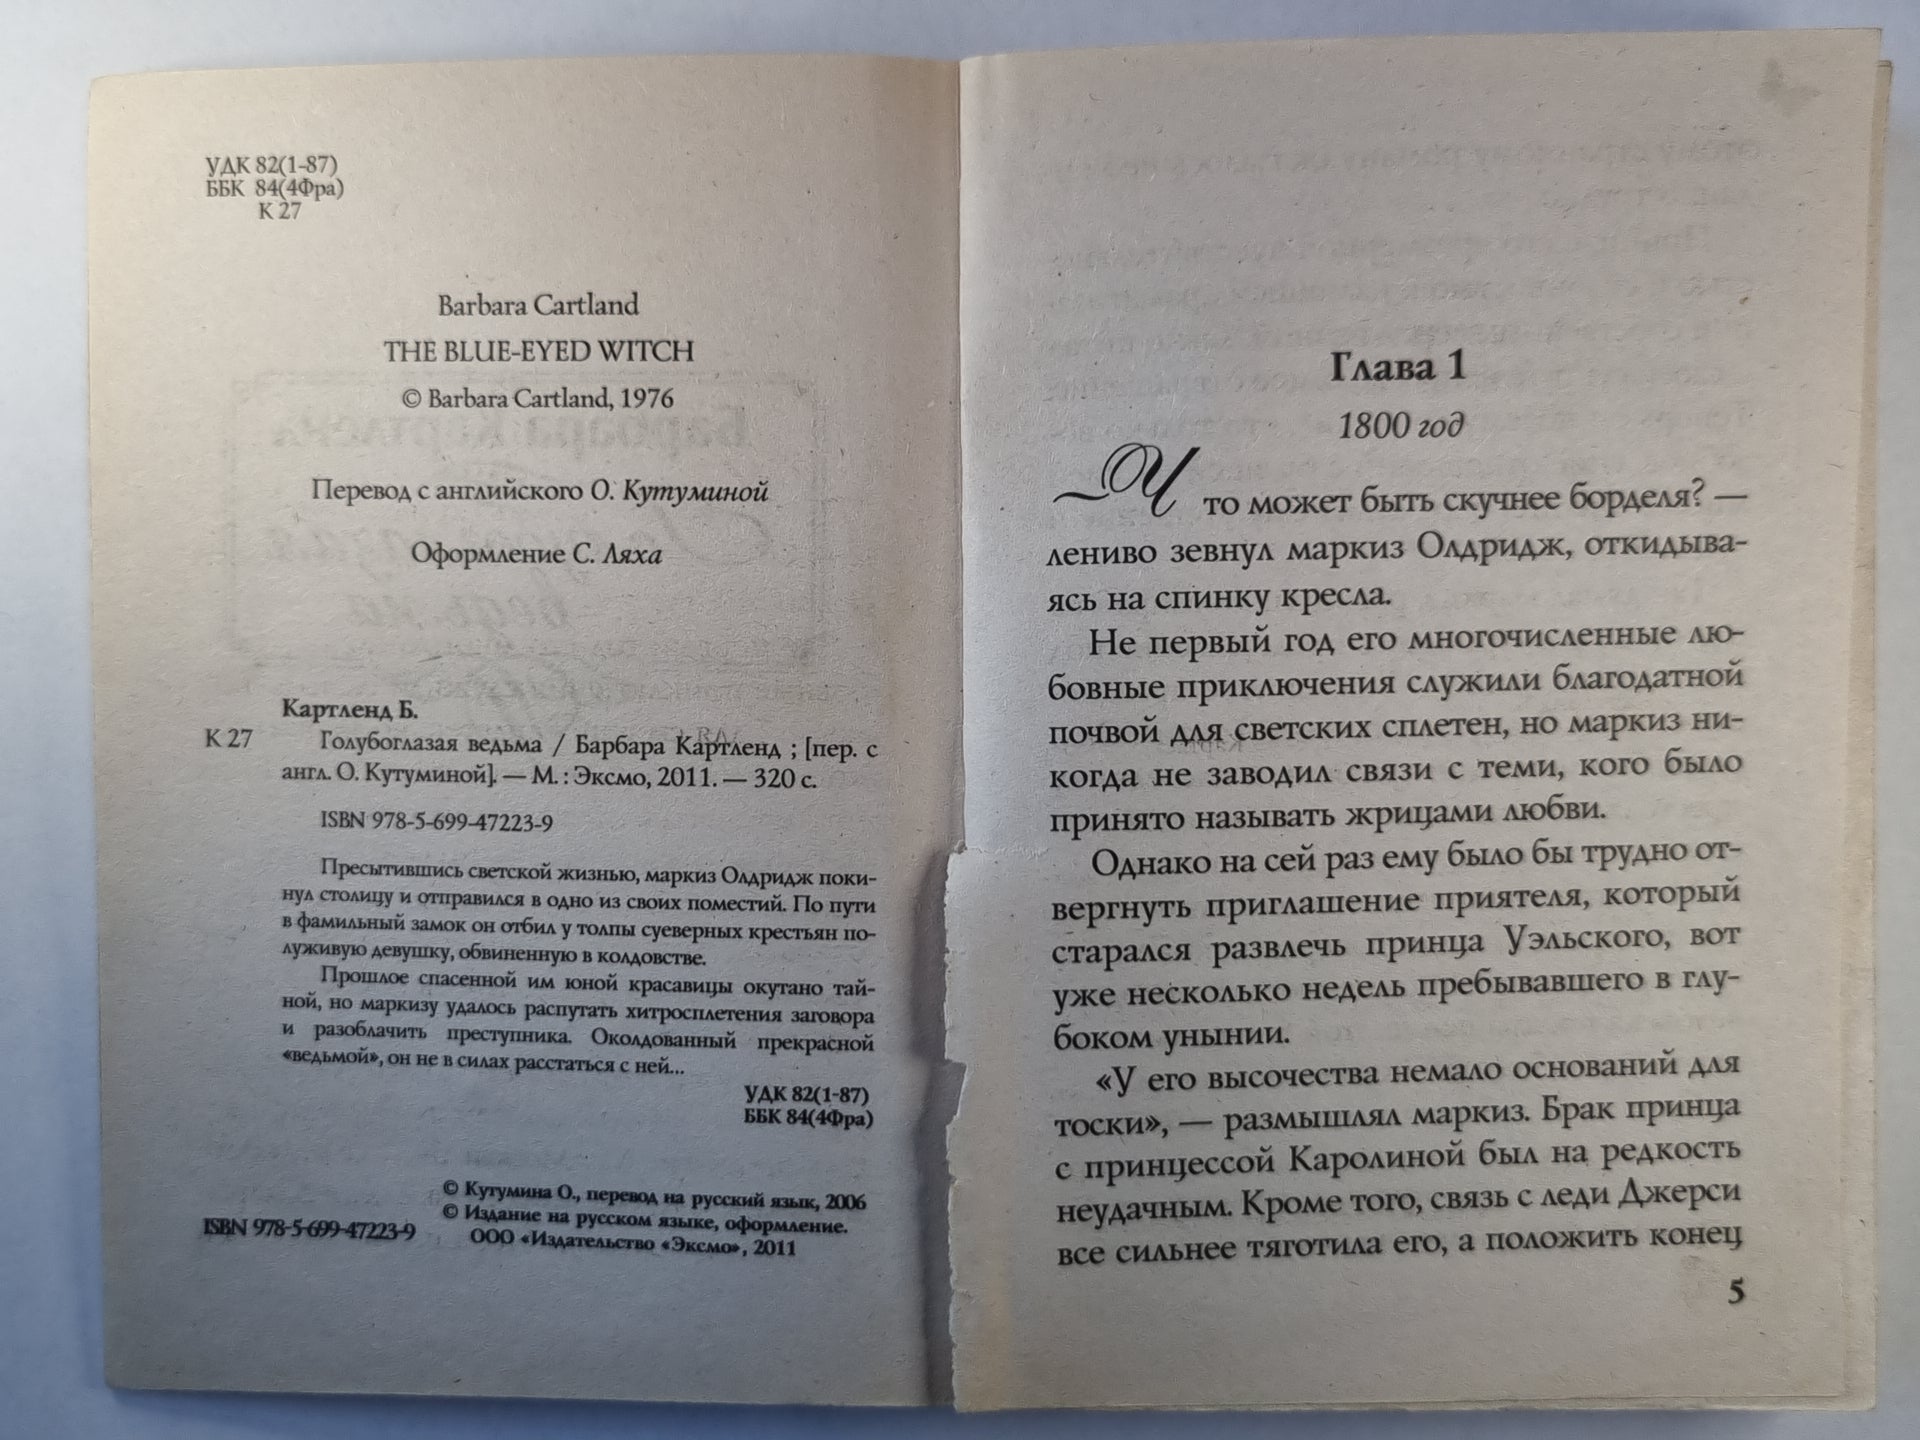 УДК 82(1-87)
ББК 84(4Фра)
К 27
Barbara Cartland
THE BLUE-EYED WITCH
© Barbara Cartland, 1976
Перевод с английского О. Кутуминой
Оформление С. Ляха
Картленд Б.
К 27 Голубоглазая ведьма / Барбара Картленд ; [пер. с
англ. О. Кутуминой]. — М. : Эксмо, 2011. — 320 с.
ISBN 978-5-699-47223-9
Пресытившись светской жизнью, маркиз Олдридж поки-
нул столицу и отправился в одно из своих поместий. По пути
в фамильный замок он отбил у толпы суеверных крестьян по-
луживую девушку, обвиненную в колдовстве.
Прошлое спасенной им юной красавицы окутано тай-
ной, но маркизу удалось распутать хитросплетения заговора
и разоблачить преступника. Околдованный прекрасной
«ведьмой», он не в силах расстаться с ней...
УДК 82(1-87)
ББК 84(4Фра)
© Кутумина О., перевод на русский язык, 2006
© Издание на русском языке, оформление.
ООО «Издательство «Эксмо», 2011
ISBN 978-5-699-47223-9
Глава 1
1800 год
Что может быть скучнее борделя? —
лениво зевнул маркиз Олдридж, откидыва-
ясь на спинку кресла.
Не первый год его многочисленные лю-
бовные приключения служили благодатной
почвой для светских сплетен, но маркиз ни-
когда не заводил связи с теми, кого было
принято называть жрицами любви.
Однако на сей раз ему было бы трудно от-
вергнуть приглашение приятеля, который
старался развлечь принца Уэльского, вот
уже несколько недель пребывавшего в глу-
боком унынии.
«У его высочества немало оснований для
тоски», — размышлял маркиз. Брак принца
с принцессой Каролиной был на редкость
неудачным. Кроме того, связь с леди Джерси
все сильнее тяготила его, а положить конец
5